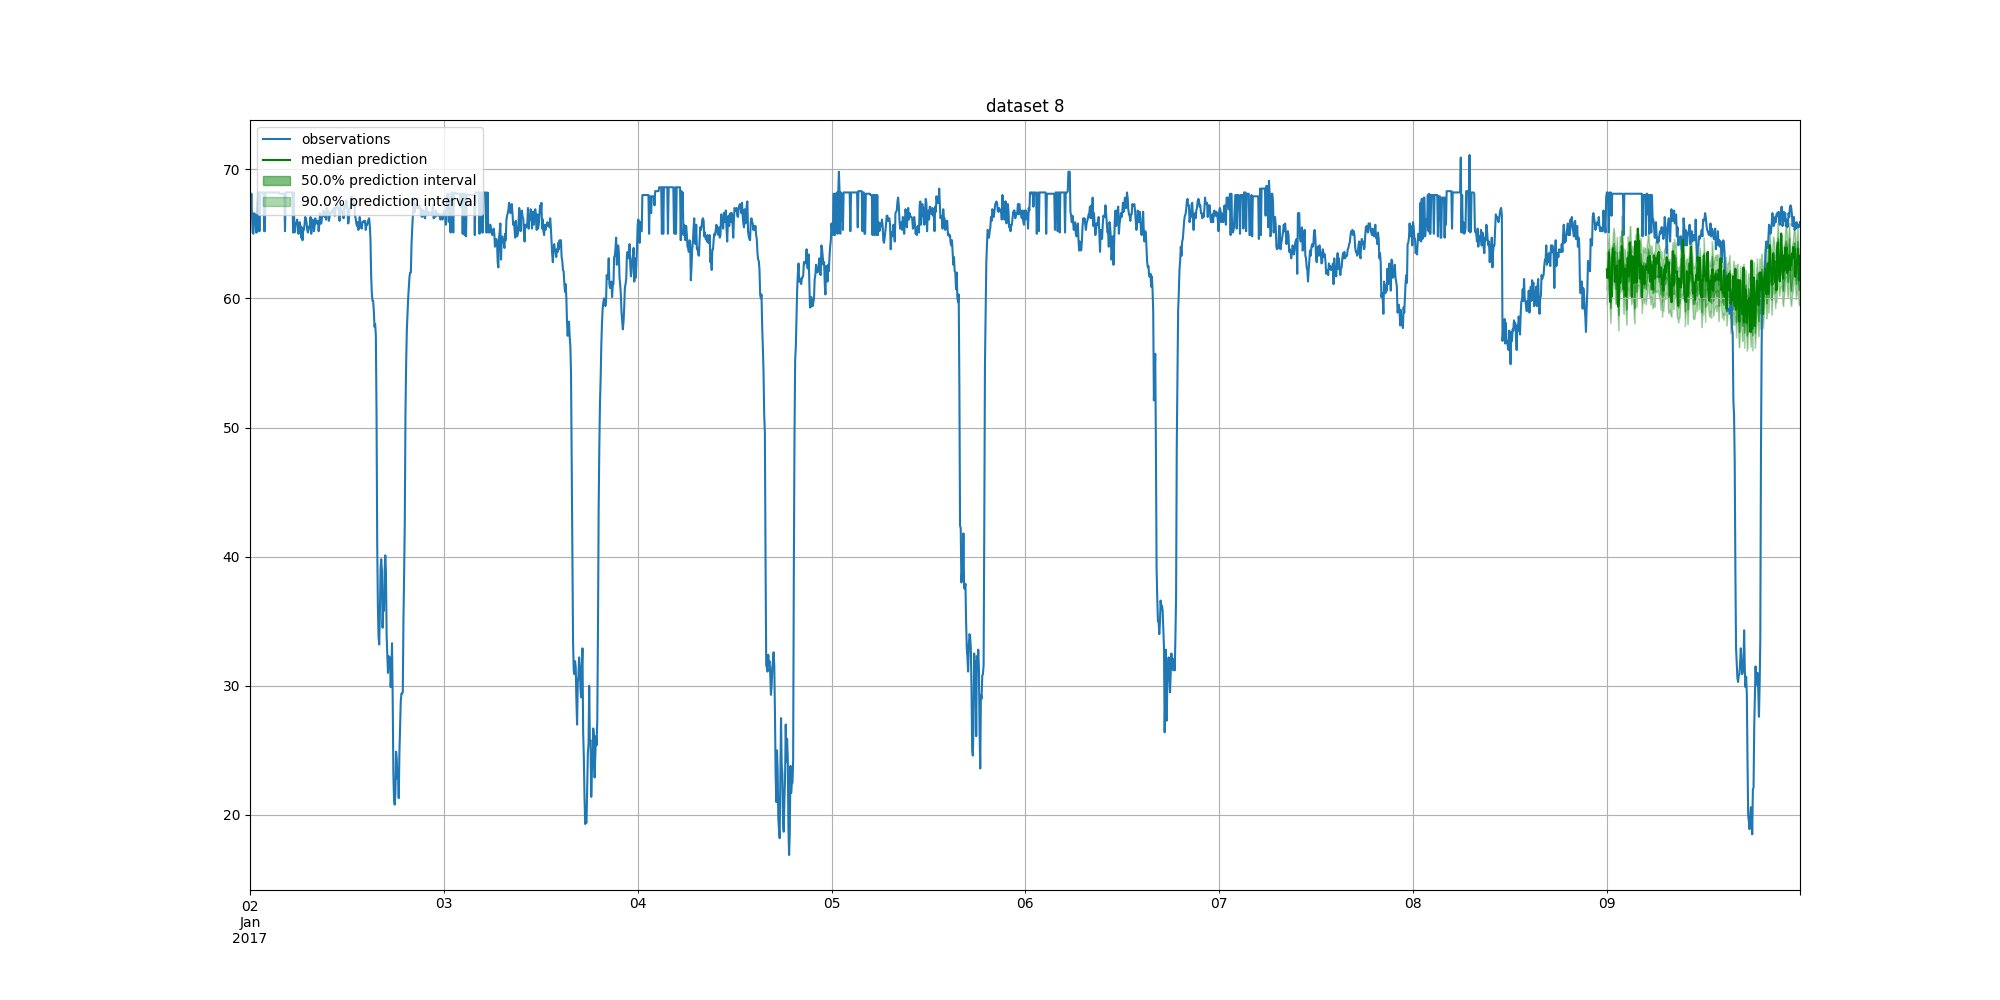 dataset 8
observations
median prediction
50.0% prediction interval
90.0% prediction interval
70
60
50
40
30
20
02
Jan
2017
03
04
05
06
07
08
09